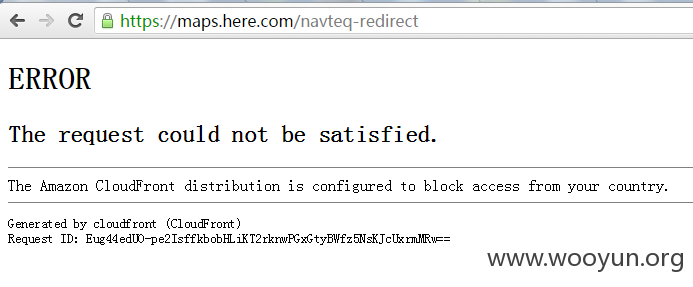 https://maps.here.com/navteq-redirect
ERROR
The request could not be satisfied.
The Amazon CloudFront distribution is configured to block access from your country.
Generated by cloudfront (CloudFront)
Request ID: Eug44edUO-pe2IsffkbobHLiKT2rknwPGxGtyBWfz5NsKJcUxrmMRw==
www.wooyun.org